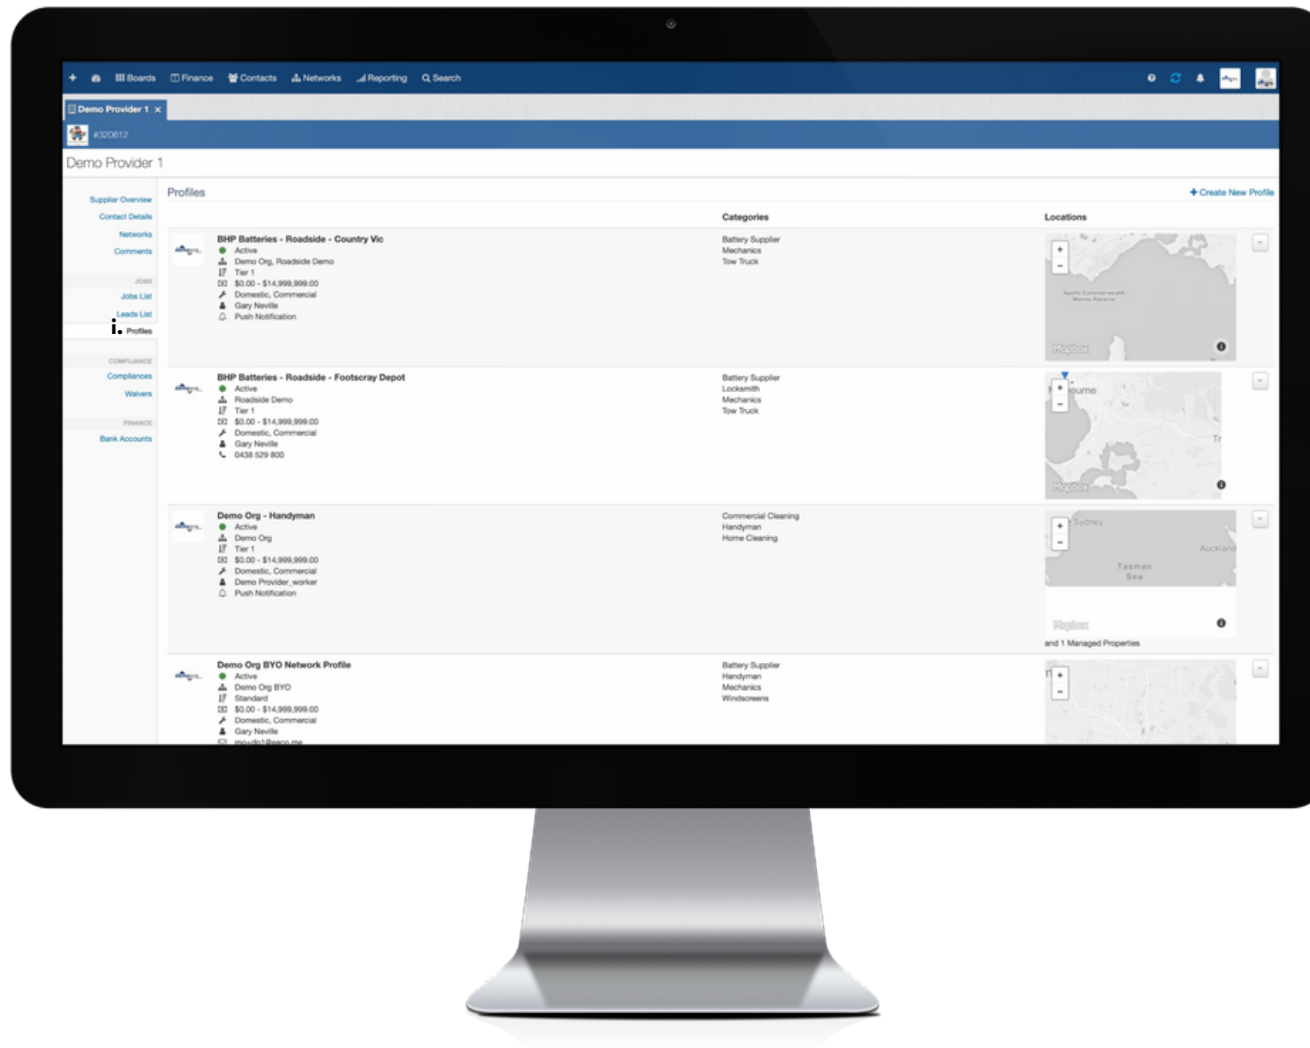 Boards Finance Contacts Networks Reporting Search
Demo Provider 1 ×
#320612
Demo Provider 1
Supplier Overview
Contact Details
Networks
Comments
JOBS
Jobs List
Leads List
i. Profiles
COMPLIANCE
Compliances
Waivers
FINANCE
Bank Accounts
Profiles
+ Create New Profile
Categories
Locations
BHP Batteries - Roadside - Country Vic
Active
Demo Org, Roadside Demo
Tier 1
$0.00 - $14,999,999.00
Domestic, Commercial
Gary Neville
Push Notification
Battery Supplier
Mechanics
Tow Truck
+
−
Apollo Commonwealth
Marine Reserve
Mapbox
BHP Batteries - Roadside - Footscray Depot
Active
Roadside Demo
Tier 1
$0.00 - $14,999,999.00
Domestic, Commercial
Gary Neville
0438 529 800
Battery Supplier
Locksmith
Mechanics
Tow Truck
+
−
Mapbox
Demo Org - Handyman
Active
Demo Org
Tier 1
$0.00 - $14,999,999.00
Domestic, Commercial
Demo Provider_worker
Push Notification
Commercial Cleaning
Handyman
Home Cleaning
+
−
Sydney
Auckland
Tasman
Sea
Mapbox
and 1 Managed Properties
Demo Org BYO Network Profile
Active
Demo Org BYO
Standard
$0.00 - $14,999,999.00
Domestic, Commercial
Gary Neville
Battery Supplier
Handyman
Mechanics
Windscreens
+
−